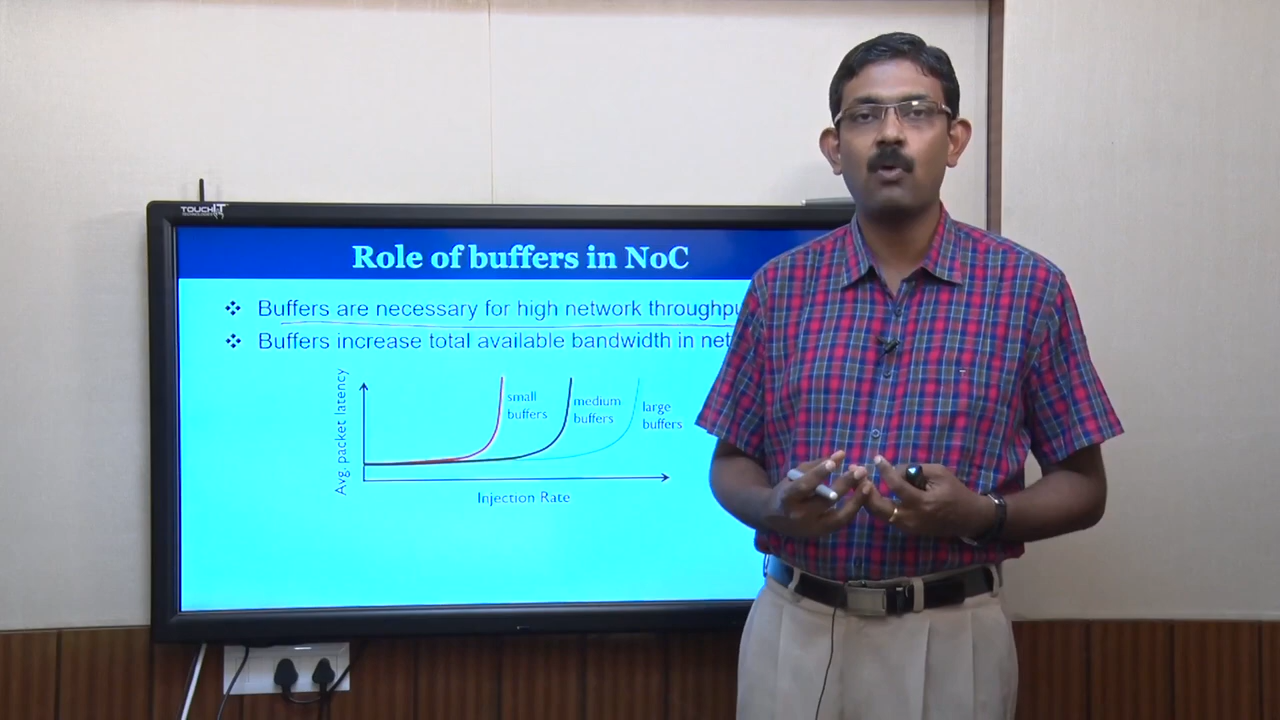 TOUCHIT
Role of buffers in NoC
❖ Buffers are necessary for high network throughpu
❖ Buffers increase total available bandwidth in net
Avg. packet latency
small
buffers
medium
buffers
large
buffers
Injection Rate